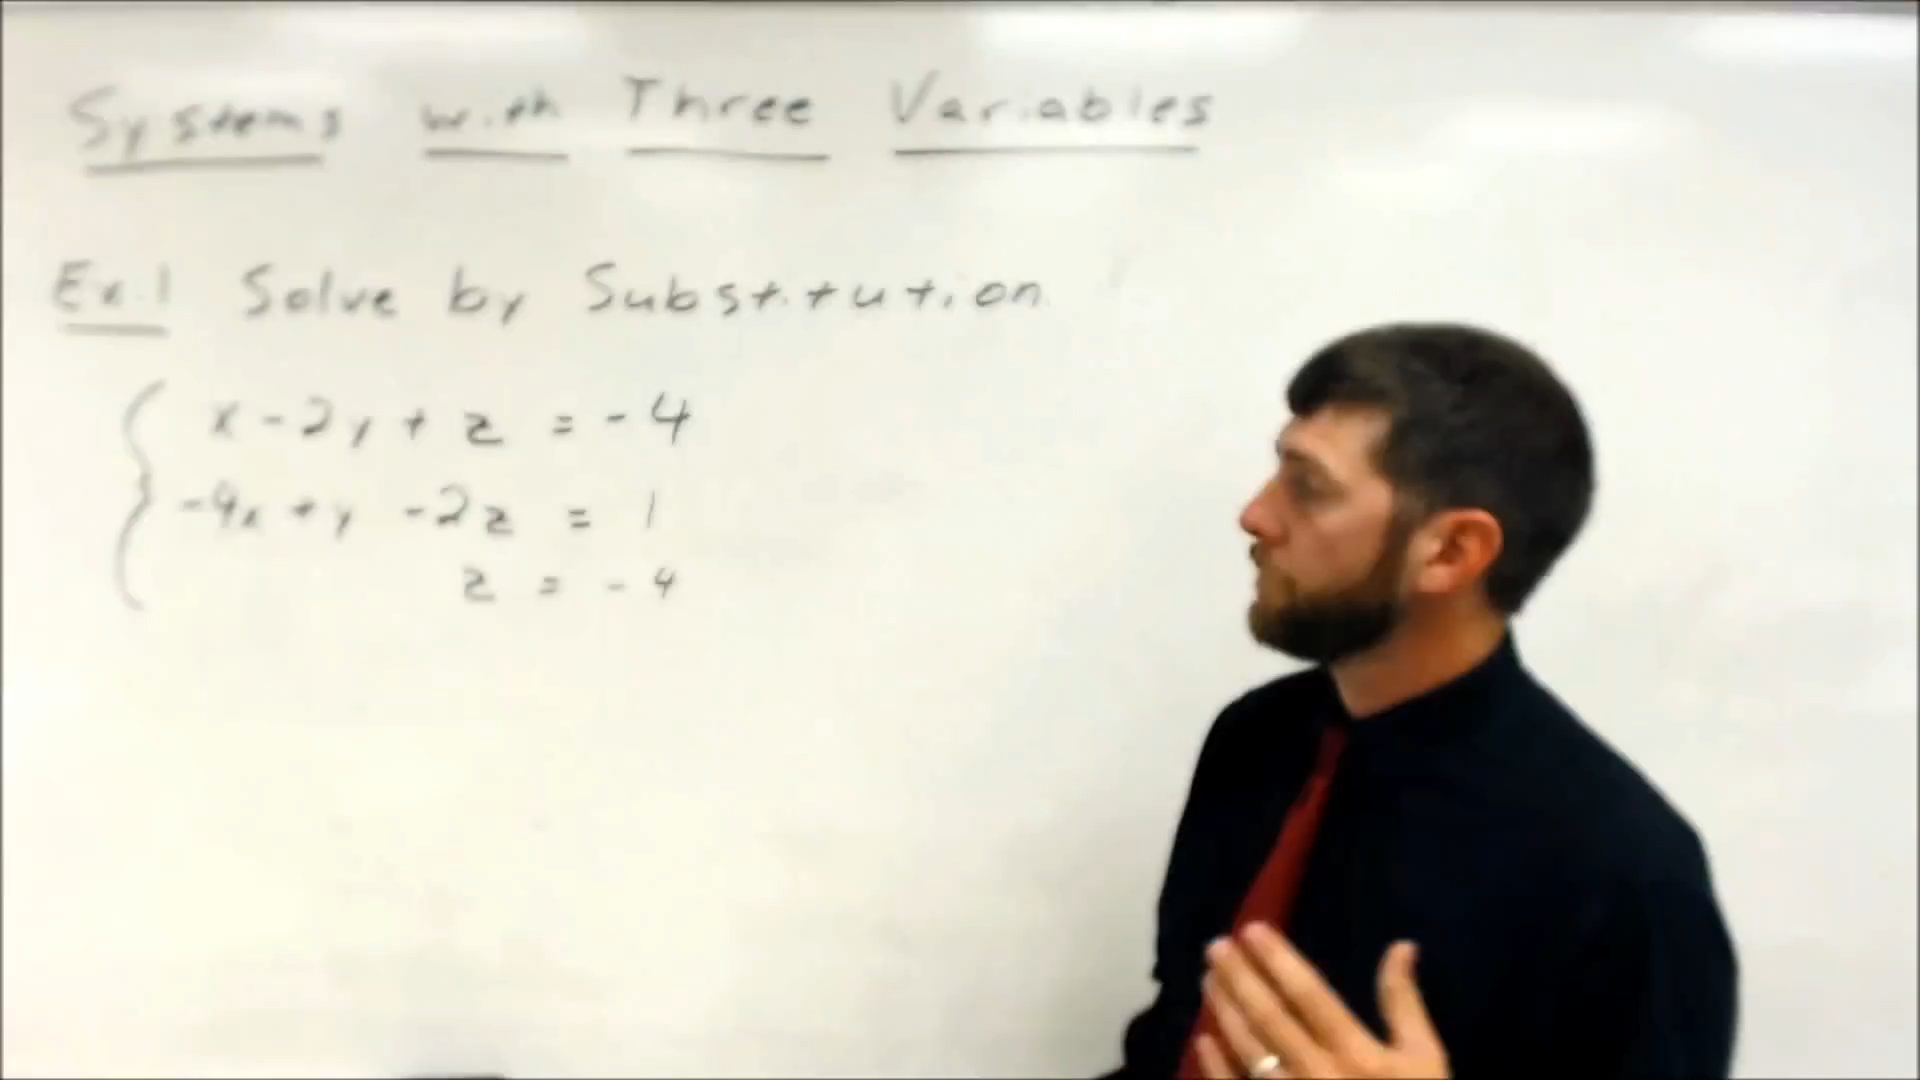 Systems with Three Variables
Ex.1 Solve by Substitution
x - 2y + z = -4
-4x + y - 2z = 1
z = -4